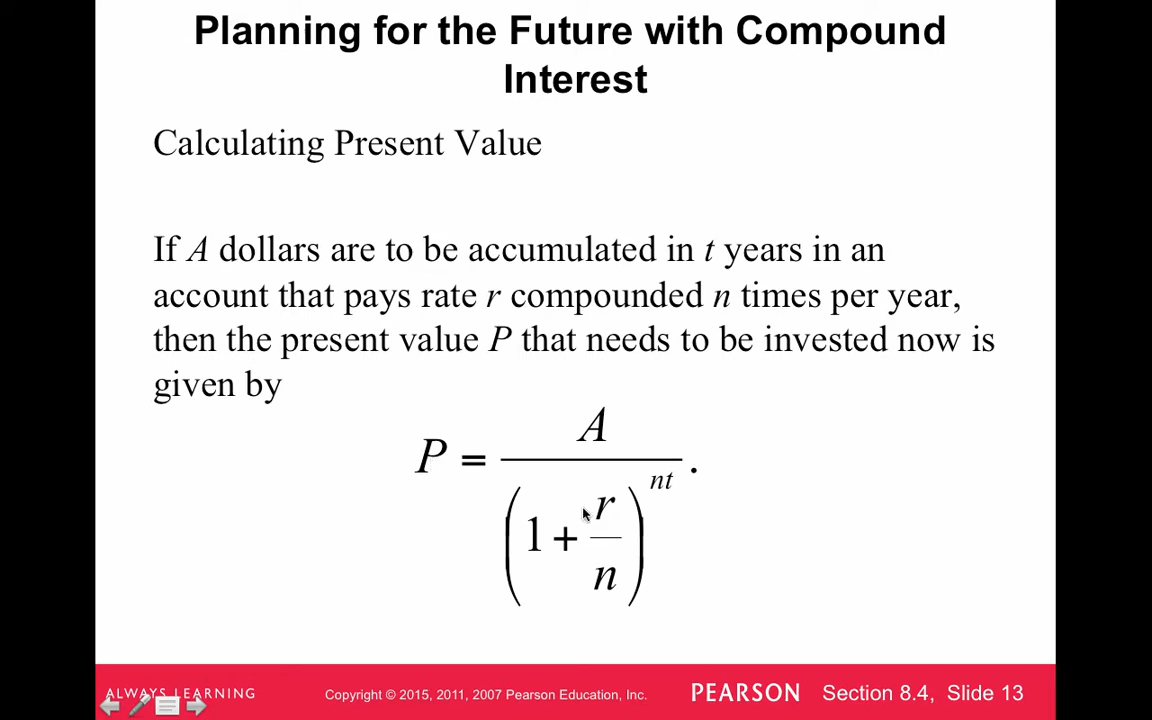 Planning for the Future with Compound
Interest
Calculating Present Value
If A dollars are to be accumulated in t years in an
account that pays rate r compounded n times per year,
then the present value P that needs to be invested now is
given by
P = A / (1 + r/n)^nt.
ALWAYS LEARNING
Copyright © 2015, 2011, 2007 Pearson Education, Inc.
PEARSON
Section 8.4, Slide 13